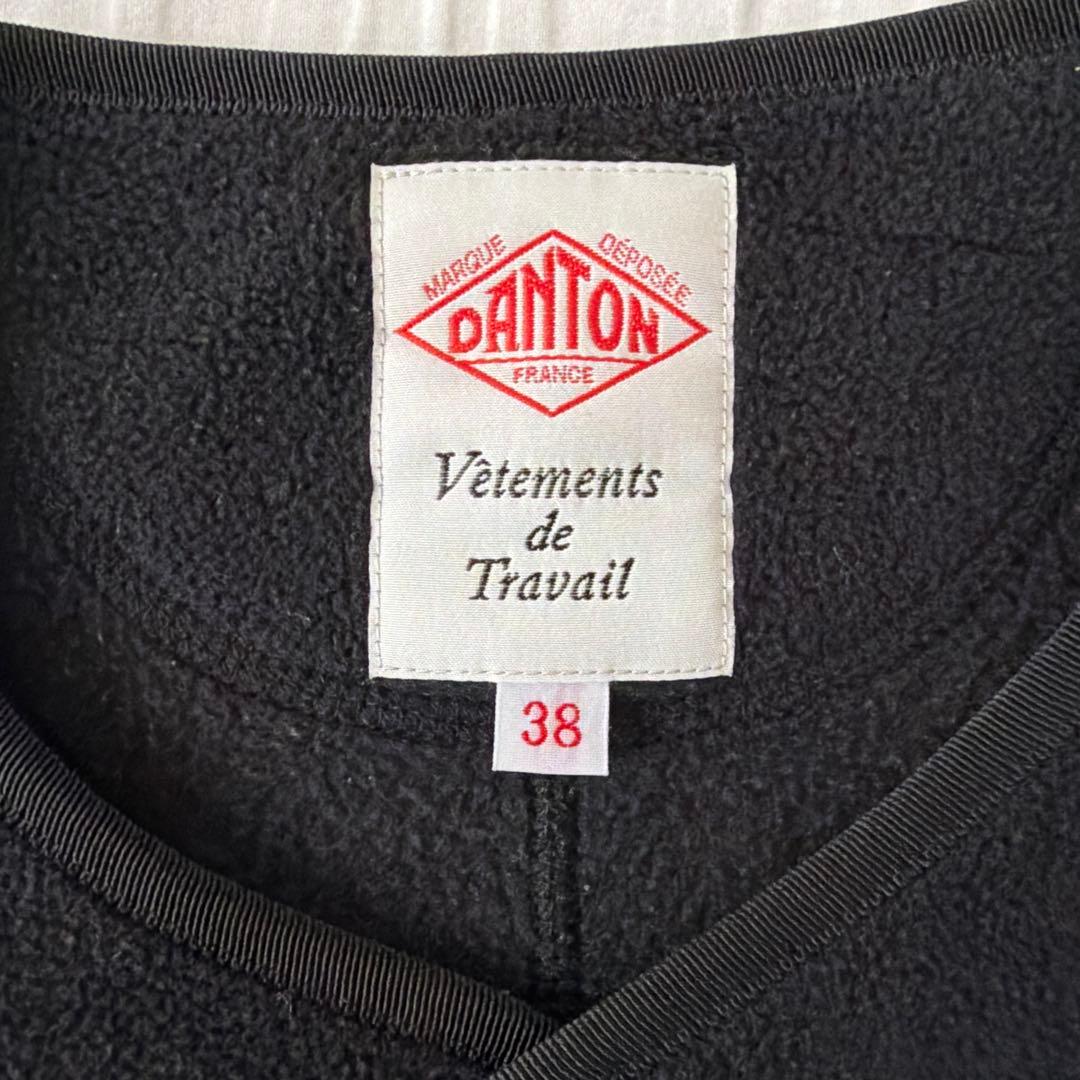 MARQUE DÉPOSÉE
DANTON
FRANCE
Vêtements
de
Travail
38